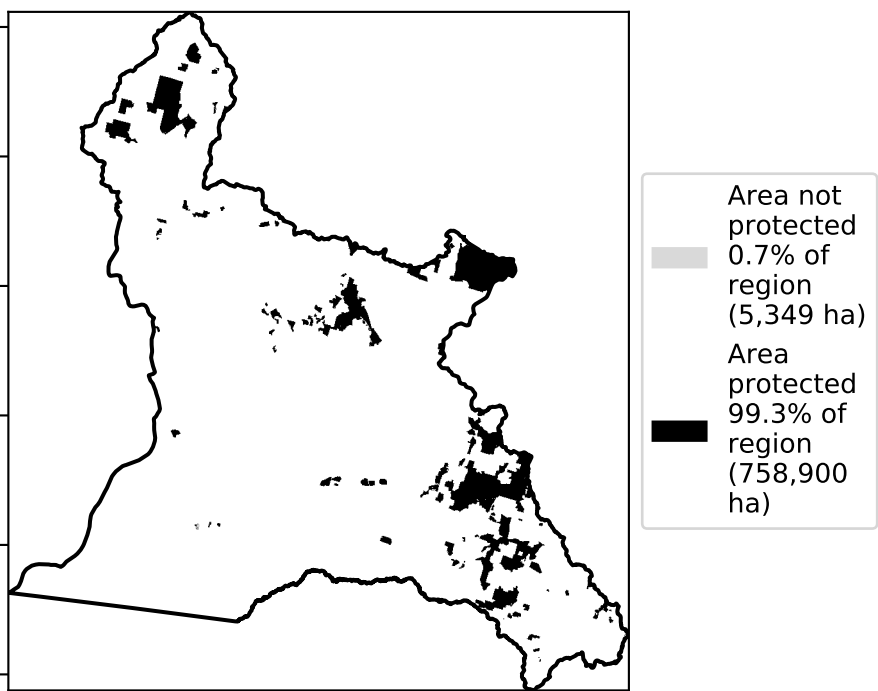 Area not
protected
0.7% of
region
(5,349 ha)
Area
protected
99.3% of
region
(758,900
ha)